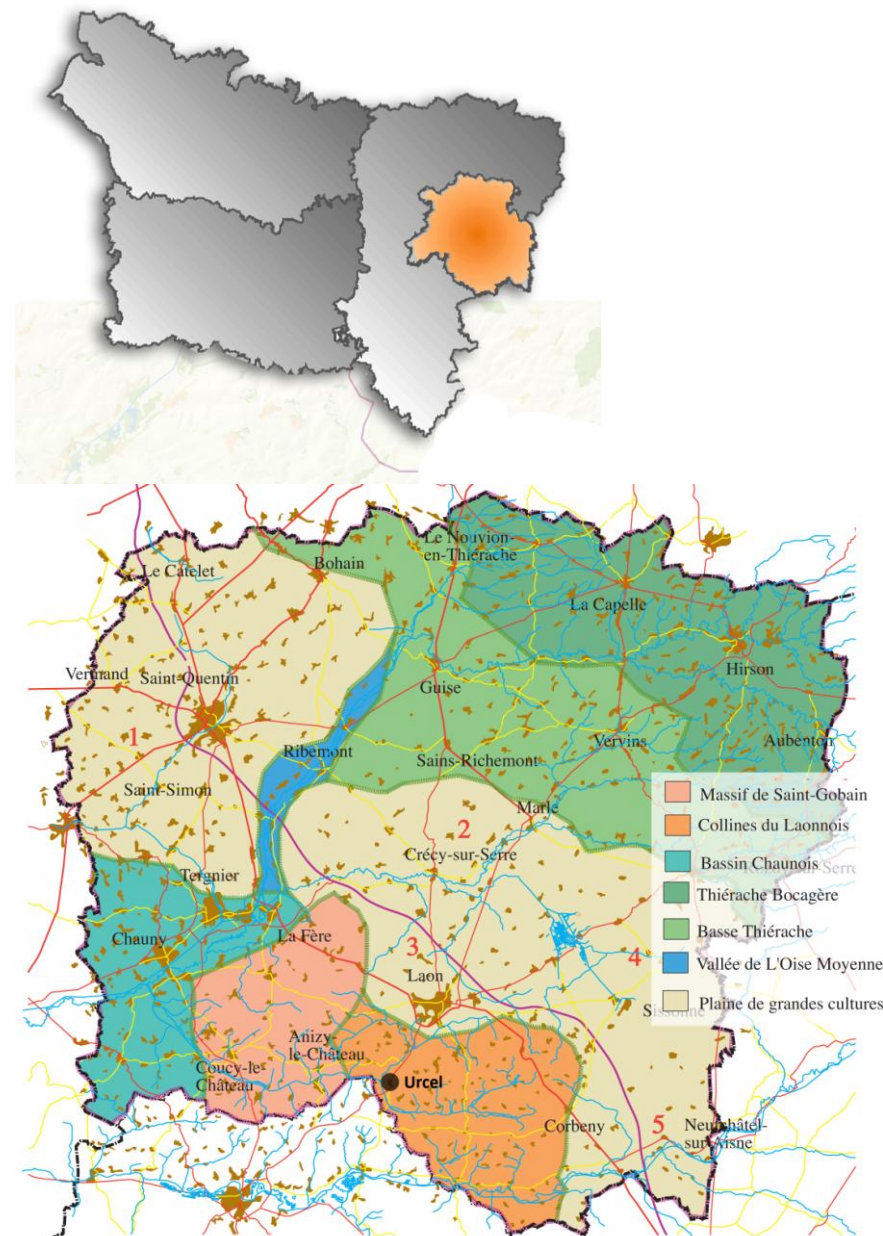 Le Nouvion-
en-Thiérache
Bohain
Le Catelet
La Capelle
Vermand
Saint-Quentin
Hirson
Guise
1
Ribemont
Vervins
Aubenton
Sains-Richemont
Saint-Simon
Marle
2
Crécy-sur-Serre
Tergnier
Chauny
La Fère
3
4
Laon
Anizy-
le-Château
Coucy-le-
Château
Urcel
Corbeny
5
Neufchâtel-
sur-Aisne
Massif de Saint-Gobain
Collines du Laonnois
Bassin Chaunois
Thiérache Bocagère
Basse Thiérache
Vallée de L'Oise Moyenne
Plaine de grandes cultures
Sissonne